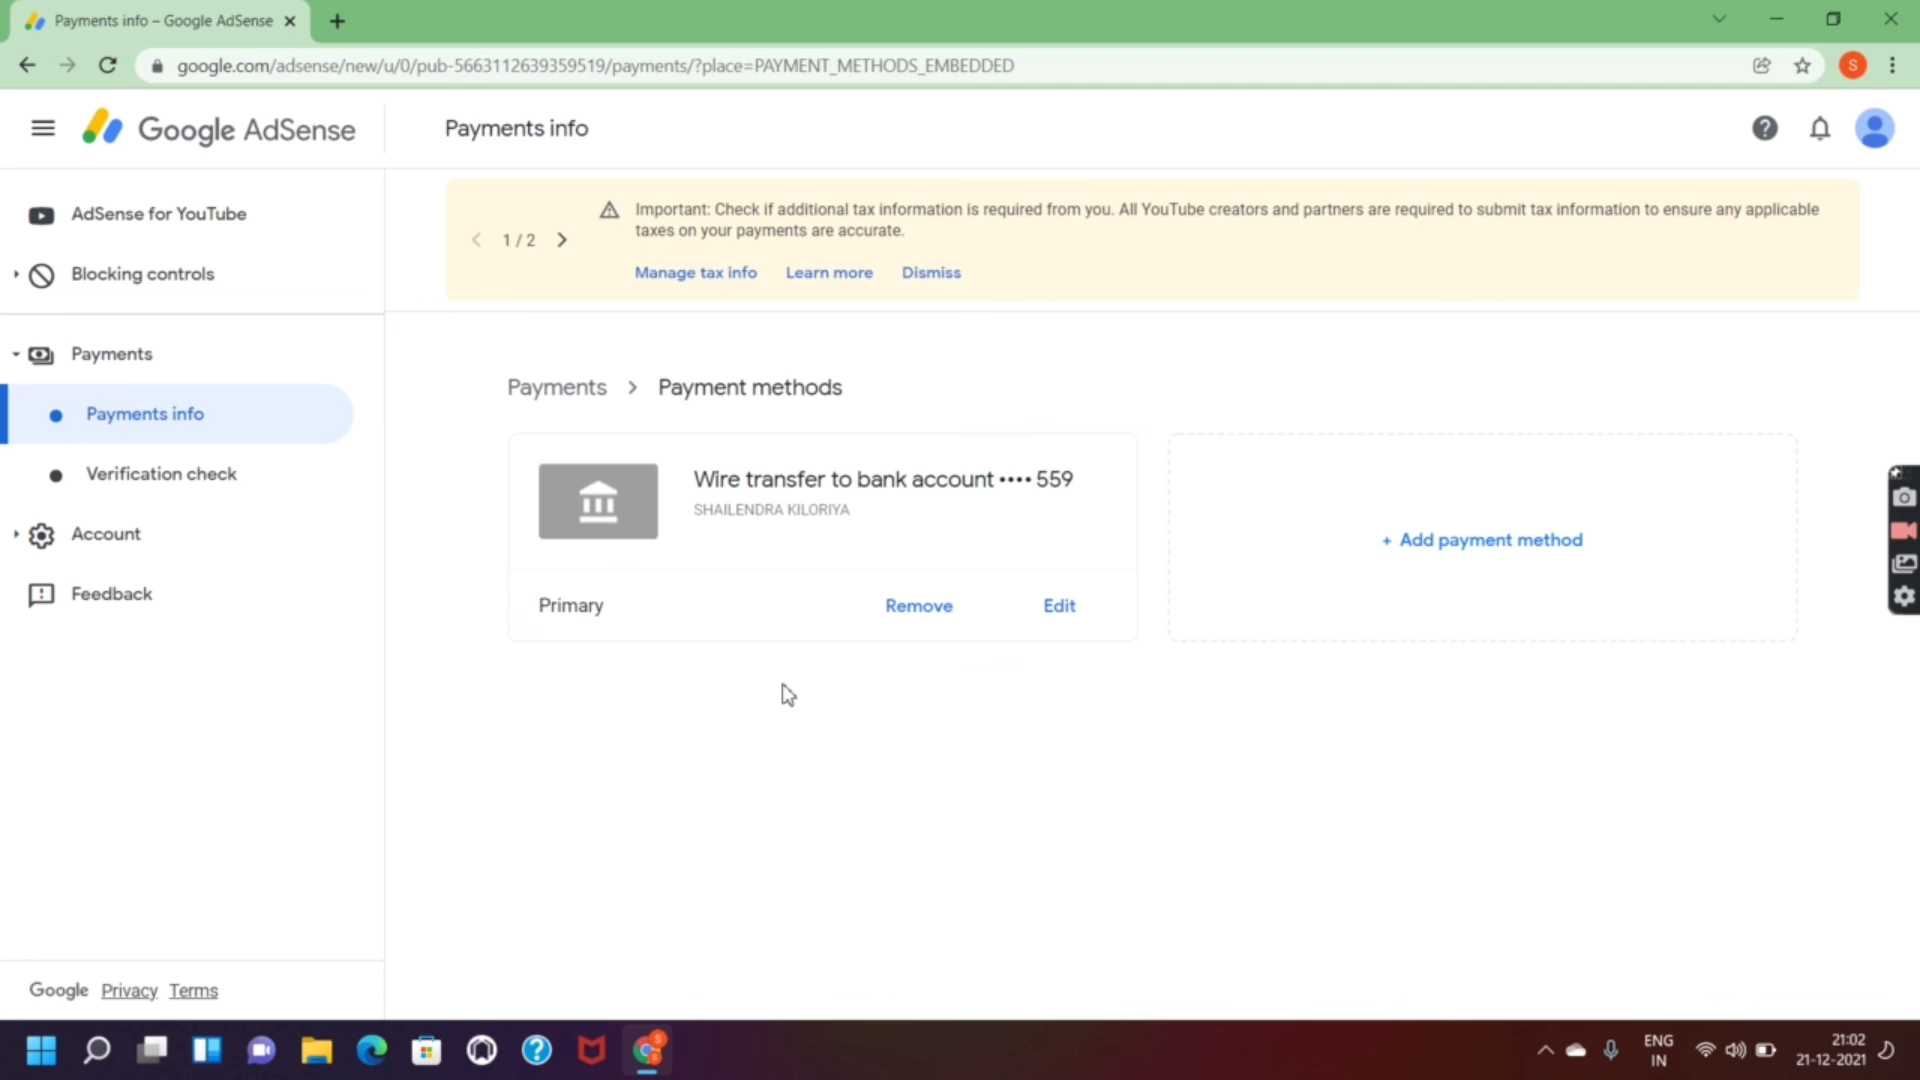 Payments info – Google AdSense
google.com/adsense/new/u/0/pub-5663112639359519/payments/?place=PAYMENT_METHODS_EMBEDDED
S
Google AdSense
Payments info
AdSense for YouTube
Blocking controls
Payments
Payments info
Verification check
Account
Feedback
1 / 2
Important: Check if additional tax information is required from you. All YouTube creators and partners are required to submit tax information to ensure any applicable
taxes on your payments are accurate.
Manage tax info Learn more Dismiss
Payments > Payment methods
Wire transfer to bank account •••• 559
SHAILENDRA KILORIYA
Primary Remove Edit
+ Add payment method
Google Privacy Terms
ENG
IN
21:02
21-12-2021